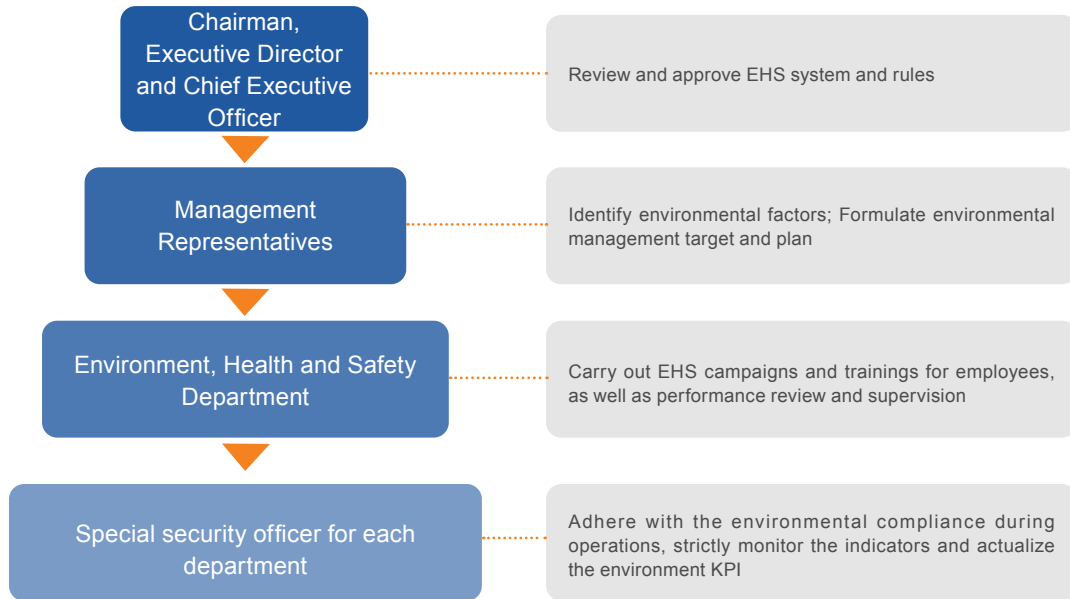 Chairman,
Executive Director
and Chief Executive
Officer
Review and approve EHS system and rules
Management
Representatives
Identify environmental factors; Formulate environmental
management target and plan
Environment, Health and Safety
Department
Carry out EHS campaigns and trainings for employees,
as well as performance review and supervision
Special security officer for each
department
Adhere with the environmental compliance during
operations, strictly monitor the indicators and actualize
the environment KPI